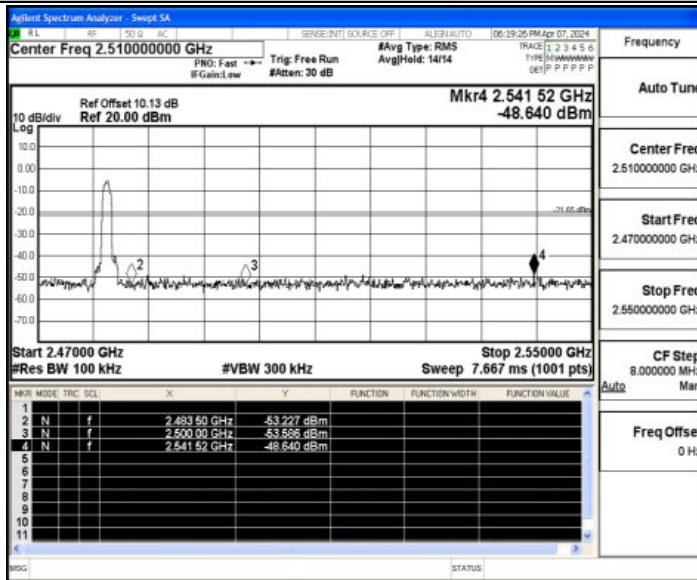 Agilent Spectrum Analyzer - Swept SA
RL RF 50 Ω AC SENSE:INT SOURCE OFF ALIGN AUTO 06:19:26 PM Apr 07, 2024
Center Freq 2.510000000 GHz
#Avg Type: RMS
TRACE 1 2 3 4 5 6
PNO: Fast Trig: Free Run Avg|Hold: 14/14
TYPE MWWWWW
IFGain:Low #Atten: 30 dB
DET P P P P P P
Mkr4 2.541 52 GHz
-48.640 dBm
Ref Offset 10.13 dB
10 dB/div Ref 20.00 dBm
Log
10.0
0.00
-10.0
-20.0
-21.65 dBm
-30.0
-40.0
2
3
4
-50.0
-60.0
-70.0
Start 2.47000 GHz Stop 2.55000 GHz
#Res BW 100 kHz #VBW 300 kHz Sweep 7.667 ms (1001 pts)
MKR MODE TRC SCL X Y FUNCTION FUNCTION WIDTH FUNCTION VALUE
1
2 N f 2.483 50 GHz -53.227 dBm
3 N f 2.500 00 GHz -53.586 dBm
4 N f 2.541 52 GHz -48.640 dBm
5
6
7
8
9
10
11
MSG STATUS
Frequency
Auto Tune
Center Freq
2.510000000 GHz
Start Freq
2.470000000 GHz
Stop Freq
2.550000000 GHz
CF Step
8.000000 MHz
Auto Man
Freq Offset
0 Hz